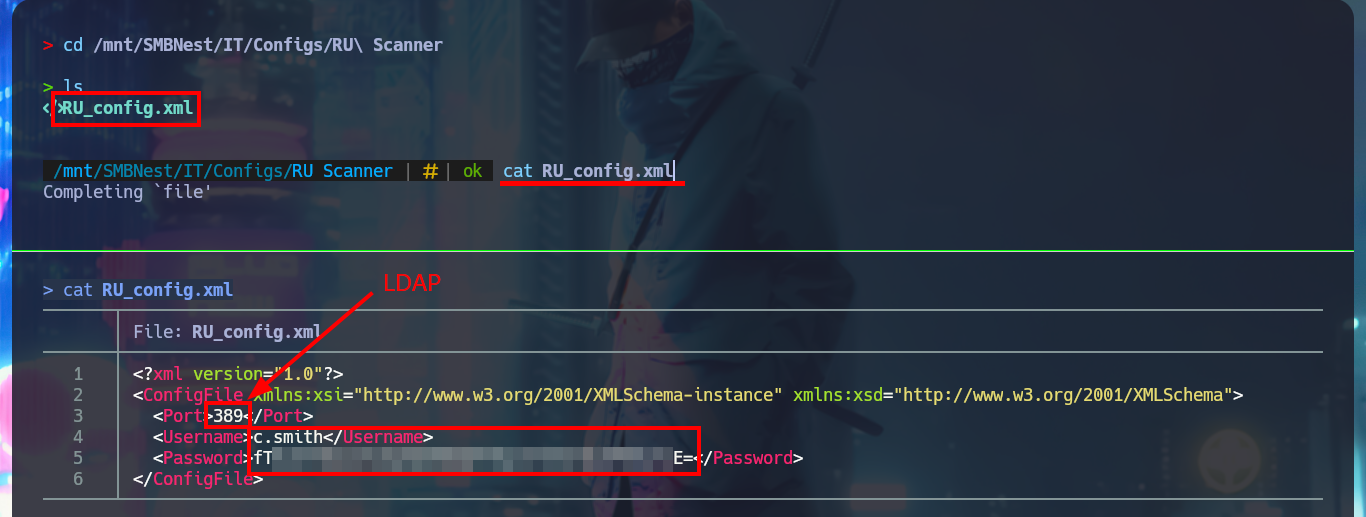 > cd /mnt/SMBNest/IT/Configs/RU\ Scanner
> ls
</>RU_config.xml
/mnt/SMBNest/IT/Configs/RU Scanner | # | ok cat RU_config.xml
Completing `file'
LDAP
> cat RU_config.xml
File: RU_config.xml
1 <?xml version="1.0"?>
2 <ConfigFile xmlns:xsi="http://www.w3.org/2001/XMLSchema-instance" xmlns:xsd="http://www.w3.org/2001/XMLSchema">
3 <Port>389</Port>
4 <Username>c.smith</Username>
5 <Password>fT E=</Password>
6 </ConfigFile>